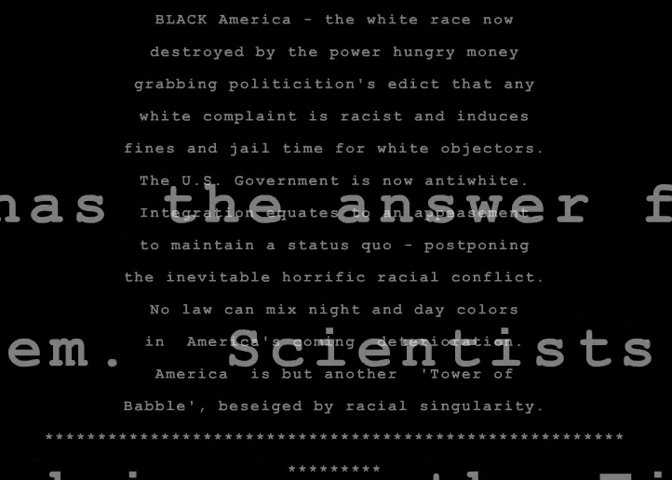 BLACK America - the white race now
destroyed by the power hungry money
grabbing politicition's edict that any
white complaint is racist and induces
fines and jail time for white objectors.
The U.S. Government is now antiwhite.
has the answer f
Integration equates to an appeasement
to maintain a status quo - postponing
the inevitable horrific racial conflict.
No law can mix night and day colors
in America's coming deterioration.
em. Scientists
America is but another 'Tower of
Babble', beseiged by racial singularity.
*******************************************************
*********